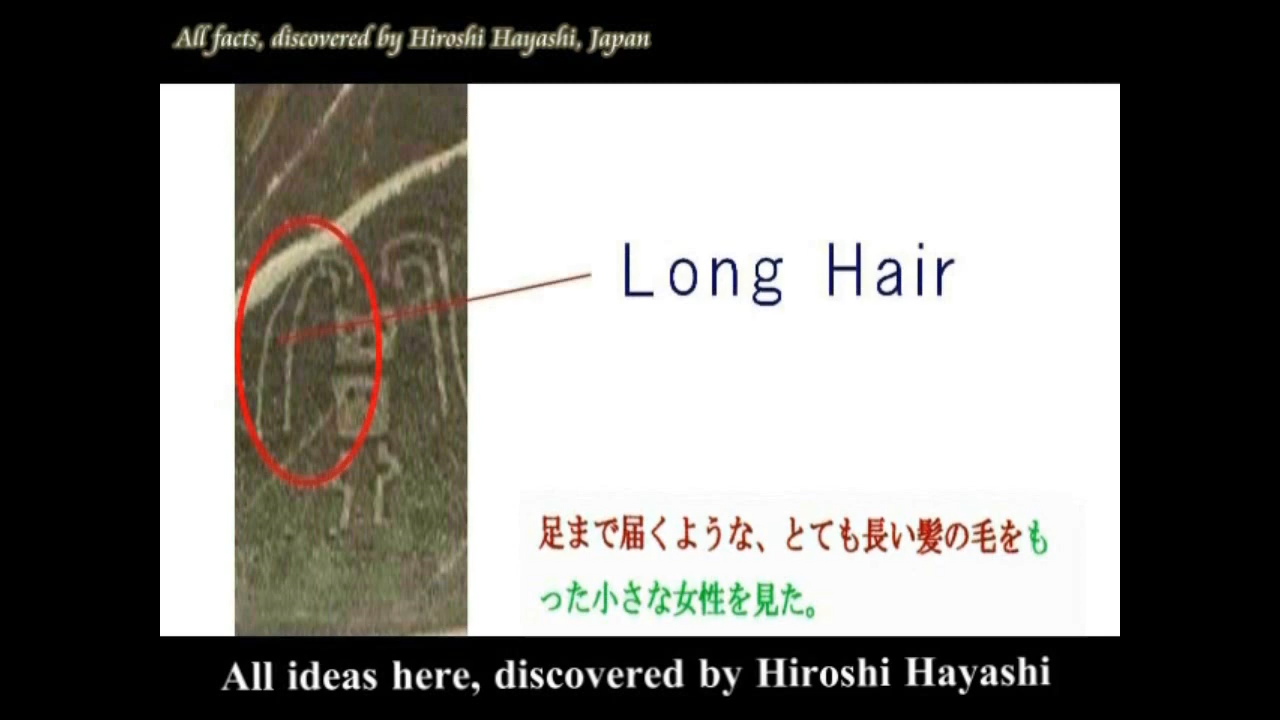 All facts, discovered by Hiroshi Hayashi, Japan
Long Hair
足まで届くような、とても長い髪の毛をも
った小さな女性を見た。
All ideas here, discovered by Hiroshi Hayashi